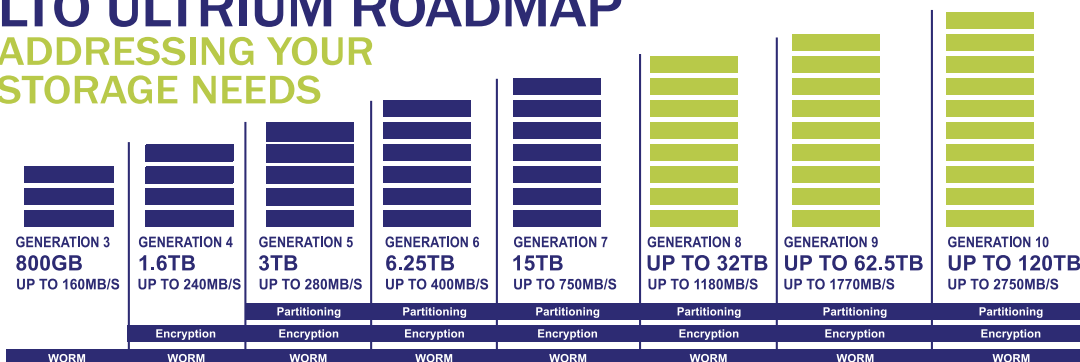 LTO ULTRIUM ROADMAP
ADDRESSING YOUR
STORAGE NEEDS
GENERATION 3
800GB
UP TO 160MB/S
GENERATION 4
1.6TB
UP TO 240MB/S
GENERATION 5
3TB
UP TO 280MB/S
GENERATION 6
6.25TB
UP TO 400MB/S
GENERATION 7
15TB
UP TO 750MB/S
GENERATION 8
UP TO 32TB
UP TO 1180MB/S
GENERATION 9
UP TO 62.5TB
UP TO 1770MB/S
GENERATION 10
UP TO 120TB
UP TO 2750MB/S
Partitioning Partitioning Partitioning Partitioning Partitioning Partitioning
Encryption Encryption Encryption Encryption Encryption Encryption Encryption
WORM WORM WORM WORM WORM WORM WORM WORM